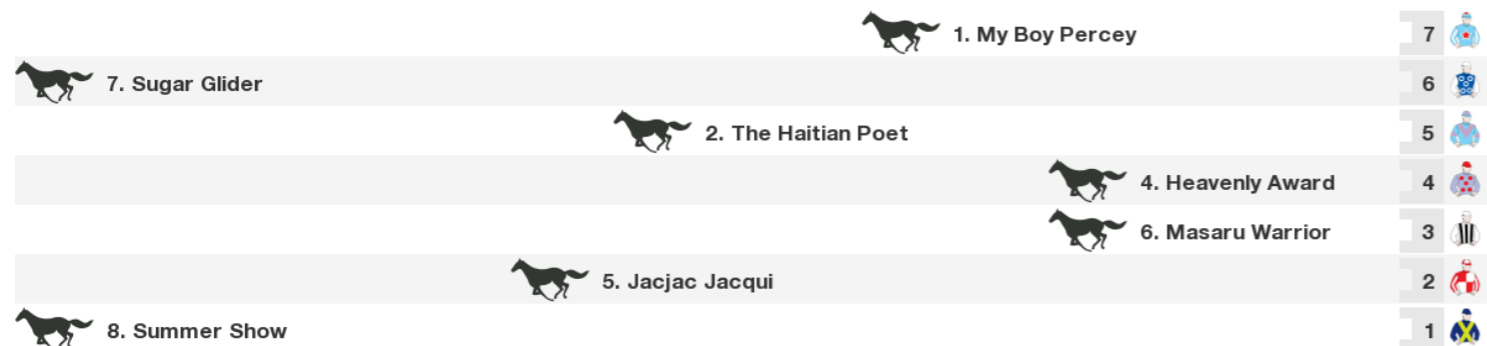 1. My Boy Percey 7
7. Sugar Glider 6
2. The Haitian Poet 5
4. Heavenly Award 4
6. Masaru Warrior 3
5. Jacjac Jacqui 2
8. Summer Show 1